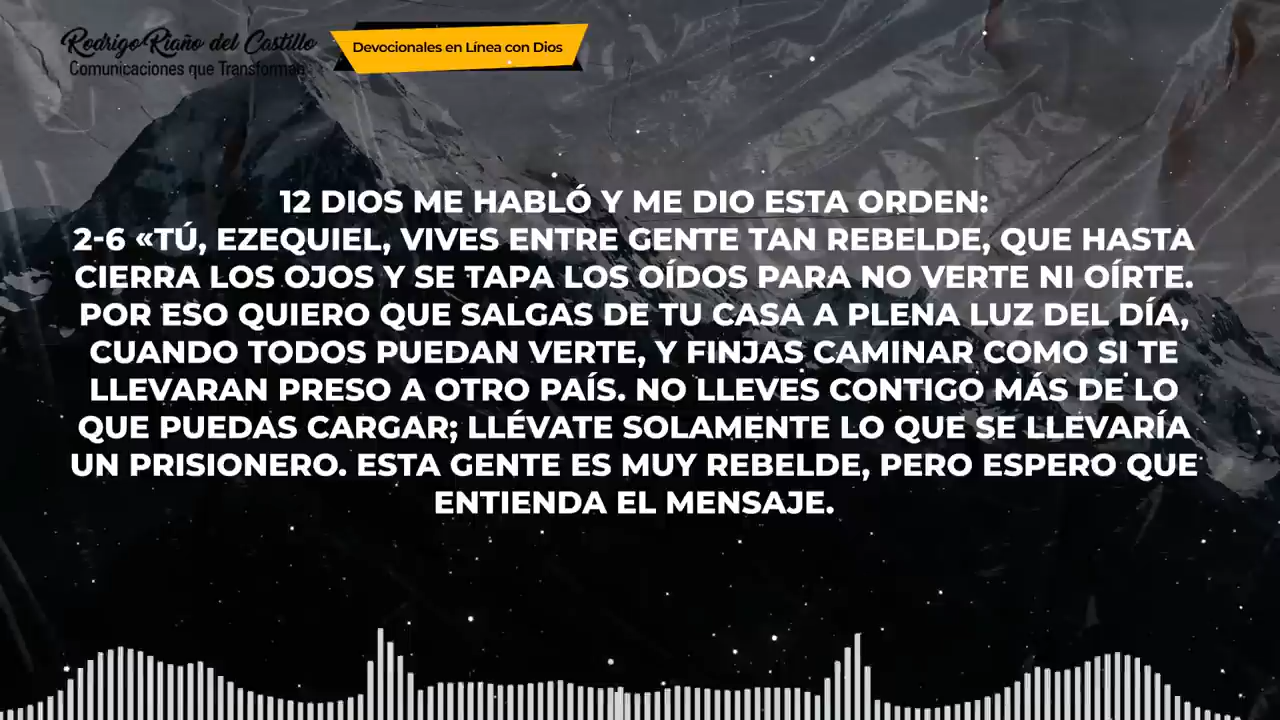 Rodrigo Riaño del Castillo
Comunicaciones que Transforman
Devocionales en Línea con Dios
12 DIOS ME HABLÓ Y ME DIO ESTA ORDEN:
2-6 «TÚ, EZEQUIEL, VIVES ENTRE GENTE TAN REBELDE, QUE HASTA
CIERRA LOS OJOS Y SE TAPA LOS OÍDOS PARA NO VERTE NI OÍRTE.
POR ESO QUIERO QUE SALGAS DE TU CASA A PLENA LUZ DEL DÍA,
CUANDO TODOS PUEDAN VERTE, Y FINJAS CAMINAR COMO SI TE
LLEVARAN PRESO A OTRO PAÍS. NO LLEVES CONTIGO MÁS DE LO
QUE PUEDAS CARGAR; LLÉVATE SOLAMENTE LO QUE SE LLEVARÍA
UN PRISIONERO. ESTA GENTE ES MUY REBELDE, PERO ESPERO QUE
ENTIENDA EL MENSAJE.